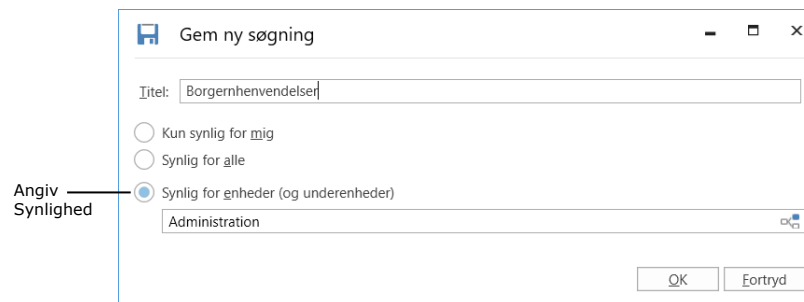 Gem ny søgning
Titel: Borgernhenvendelser
Kun synlig for mig
Synlig for alle
Angiv
Synlighed
Synlig for enheder (og underenheder)
Administration
OK Fortryd